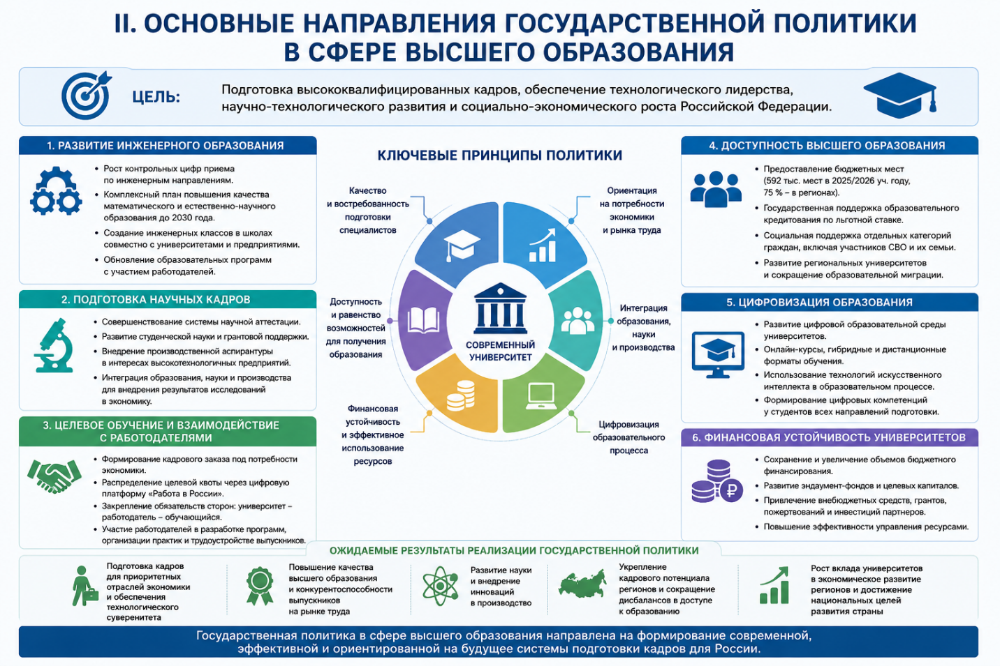 II. ОСНОВНЫЕ НАПРАВЛЕНИЯ ГОСУДАРСТВЕННОЙ ПОЛИТИКИ
В СФЕРЕ ВЫСШЕГО ОБРАЗОВАНИЯ
ЦЕЛЬ:
Подготовка высококвалифицированных кадров, обеспечение технологического лидерства,
научно-технологического развития и социально-экономического роста Российской Федерации.
1. РАЗВИТИЕ ИНЖЕНЕРНОГО ОБРАЗОВАНИЯ
• Рост контрольных цифр приема
по инженерным направлениям.
• Комплексный план повышения качества
математического и естественно-научного
образования до 2030 года.
• Создание инженерных классов в школах
совместно с университетами и предприятиями.
• Обновление образовательных программ
с участием работодателей.
2. ПОДГОТОВКА НАУЧНЫХ КАДРОВ
• Совершенствование системы научной аттестации.
• Развитие студенческой науки и грантовой поддержки.
• Внедрение производственной аспирантуры
в интересах высокотехнологичных предприятий.
• Интеграция образования, науки и производства
для внедрения результатов исследований
в экономику.
3. ЦЕЛЕВОЕ ОБУЧЕНИЕ И ВЗАИМОДЕЙСТВИЕ
С РАБОТОДАТЕЛЯМИ
• Формирование кадрового заказа под потребности
экономики.
• Распределение целевой квоты через цифровую
платформу «Работа в России».
• Закрепление обязательств сторон: университет –
работодатель – обучающийся.
• Участие работодателей в разработке программ,
организации практик и трудоустройстве выпускников.
КЛЮЧЕВЫЕ ПРИНЦИПЫ ПОЛИТИКИ
Качество
и востребованность
подготовки
специалистов
Ориентация
на потребности
экономики
и рынка труда
Доступность
и равенство
возможностей
для получения
образования
СОВРЕМЕННЫЙ
УНИВЕРСИТЕТ
Интеграция
образования,
науки
и производства
Финансовая
устойчивость
и эффективное
использование
ресурсов
Цифровизация
образовательного
процесса
4. ДОСТУПНОСТЬ ВЫСШЕГО ОБРАЗОВАНИЯ
• Предоставление бюджетных мест
(592 тыс. мест в 2025/2026 уч. году,
75 % – в регионах).
• Государственная поддержка образовательного
кредитования по льготной ставке.
• Социальная поддержка отдельных категорий
граждан, включая участников СВО и их семьи.
• Развитие региональных университетов
и сокращение образовательной миграции.
5. ЦИФРОВИЗАЦИЯ ОБРАЗОВАНИЯ
• Развитие цифровой образовательной среды
университетов.
• Онлайн-курсы, гибридные и дистанционные
форматы обучения.
• Использование технологий искусственного
интеллекта в образовательном процессе.
• Формирование цифровых компетенций
у студентов всех направлений подготовки.
6. ФИНАНСОВАЯ УСТОЙЧИВОСТЬ УНИВЕРСИТЕТОВ
• Сохранение и увеличение объемов бюджетного
финансирования.
• Развитие эндаумент-фондов и целевых капиталов.
• Привлечение внебюджетных средств, грантов,
пожертвований и инвестиций партнеров.
• Повышение эффективности управления ресурсами.
₽
ОЖИДАЕМЫЕ РЕЗУЛЬТАТЫ РЕАЛИЗАЦИИ ГОСУДАРСТВЕННОЙ ПОЛИТИКИ
Подготовка кадров
для приоритетных
отраслей экономики
и обеспечения
технологического
суверенитета
Повышение качества
высшего образования
и конкурентоспособности
выпускников
на рынке труда
Развитие науки
и внедрение
инноваций
в производство
Укрепление
кадрового потенциала
регионов и сокращение
дисбалансов в доступе
к образованию
Рост вклада университетов
в экономическое развитие
регионов и достижение
национальных целей
развития страны
Государственная политика в сфере высшего образования направлена на формирование современной,
эффективной и ориентированной на будущее системы подготовки кадров для России.